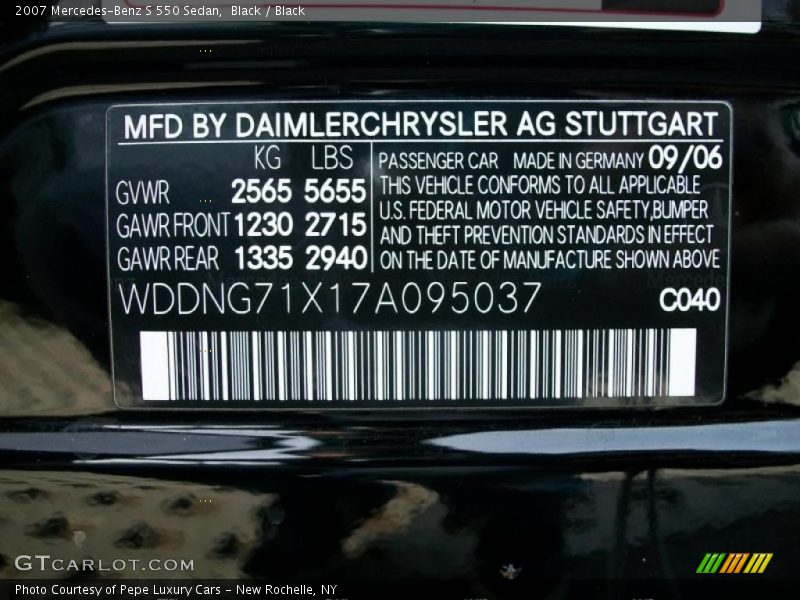 2007 Mercedes-Benz S 550 Sedan, Black / Black
MFD BY DAIMLERCHRYSLER AG STUTTGART
KG LBS
GVWR 2565 5655
GAWR FRONT 1230 2715
GAWR REAR 1335 2940
PASSENGER CAR MADE IN GERMANY 09/06
THIS VEHICLE CONFORMS TO ALL APPLICABLE
U.S. FEDERAL MOTOR VEHICLE SAFETY,BUMPER
AND THEFT PREVENTION STANDARDS IN EFFECT
ON THE DATE OF MANUFACTURE SHOWN ABOVE
WDDNG71X17A095037 C040
GTCARLOT.COM
Photo Courtesy of Pepe Luxury Cars - New Rochelle, NY